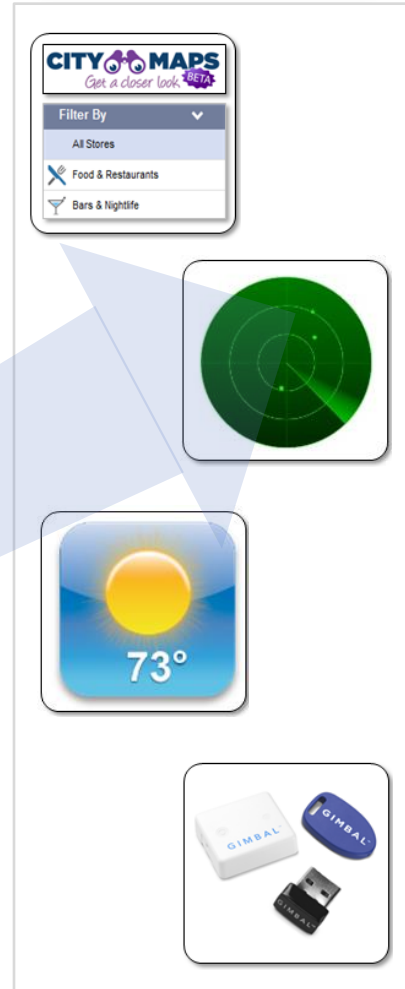 CITY MAPS
Get a closer look. BETA
Filter By
All Stores
Food & Restaurants
Bars & Nightlife
73°
GIMBAL
GIMBAL
GIMBAL